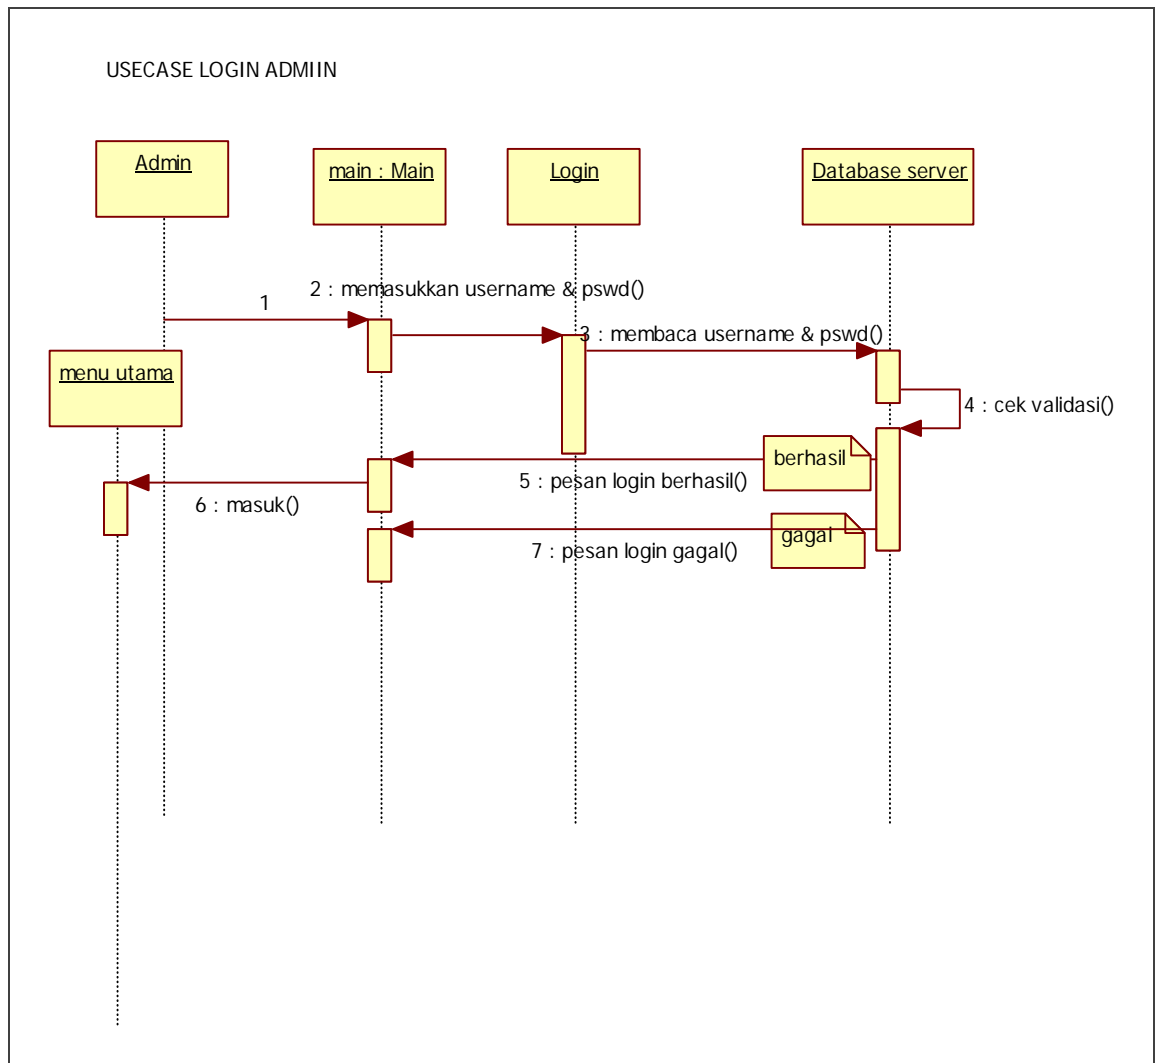 USECASE LOGIN ADMIIN
Admin
main : Main
Login
Database server
1
2 : memasukkan username & pswd()
3 : membaca username & pswd()
menu utama
4 : cek validasi()
berhasil
5 : pesan login berhasil()
6 : masuk()
gagal
7 : pesan login gagal()